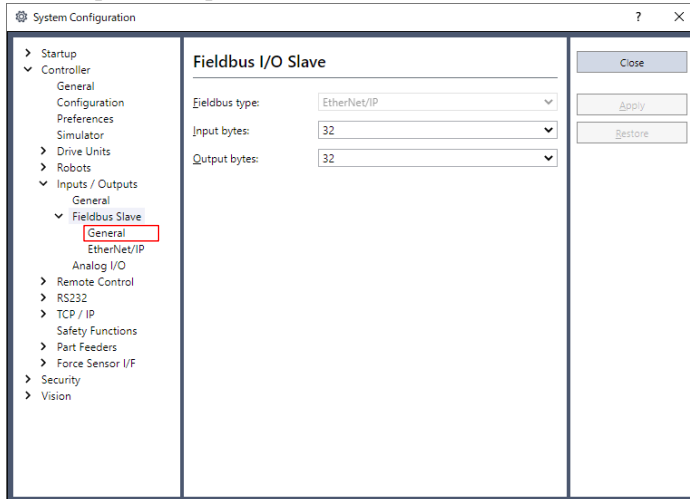 System Configuration
?
Startup
Controller
General
Configuration
Preferences
Simulator
Drive Units
Robots
Inputs / Outputs
General
Fieldbus Slave
General
EtherNet/IP
Analog I/O
Remote Control
RS232
TCP / IP
Safety Functions
Part Feeders
Force Sensor I/F
Security
Vision
Fieldbus I/O Slave
Fieldbus type: EtherNet/IP
Input bytes: 32
Output bytes: 32
Close
Apply
Restore